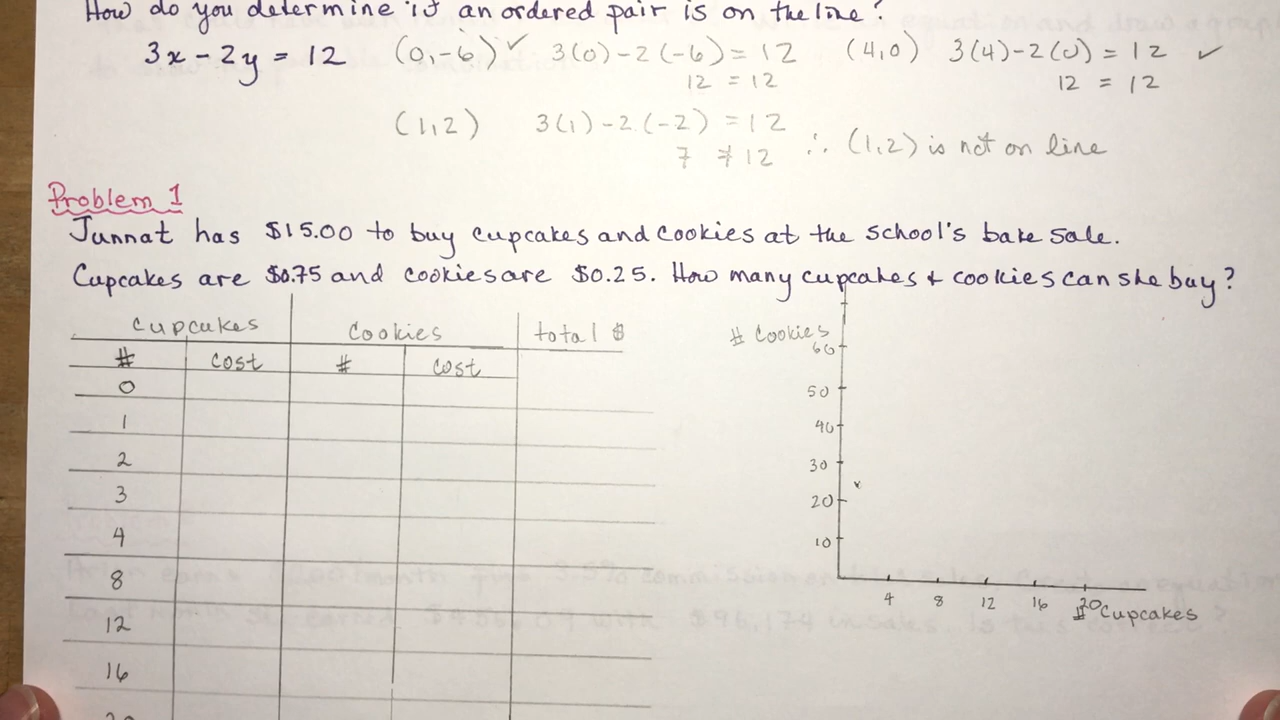 How do you determine if an ordered pair is on the line?
3x - 2y = 12 (0,-6) ✓ 3(0)-2(-6) = 12 (4,0) 3(4)-2(0) = 12 ✓
12 = 12 12 = 12
(1,2) 3(1)-2(-2) = 12
7 ≠ 12 ∴ (1,2) is not on line
Problem 1
Jannat has $15.00 to buy cupcakes and cookies at the school's bake sale.
Cupcakes are $0.75 and cookies are $0.25. How many cupcakes & cookies can she buy?
Cupcakes Cookies total $
# cost # cost
0
1
2
3
4
8
12
16
20
# Cookies
60
50
40
30
20
10
4 8 12 16 20
# Cupcakes